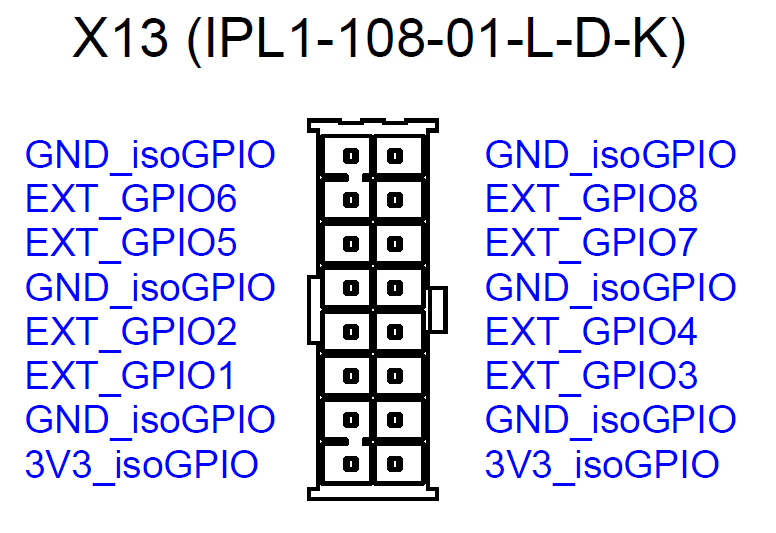 X13 (IPL1-108-01-L-D-K)
GND_isoGPIO GND_isoGPIO
EXT_GPIO6 EXT_GPIO8
EXT_GPIO5 EXT_GPIO7
GND_isoGPIO GND_isoGPIO
EXT_GPIO2 EXT_GPIO4
EXT_GPIO1 EXT_GPIO3
GND_isoGPIO GND_isoGPIO
3V3_isoGPIO 3V3_isoGPIO